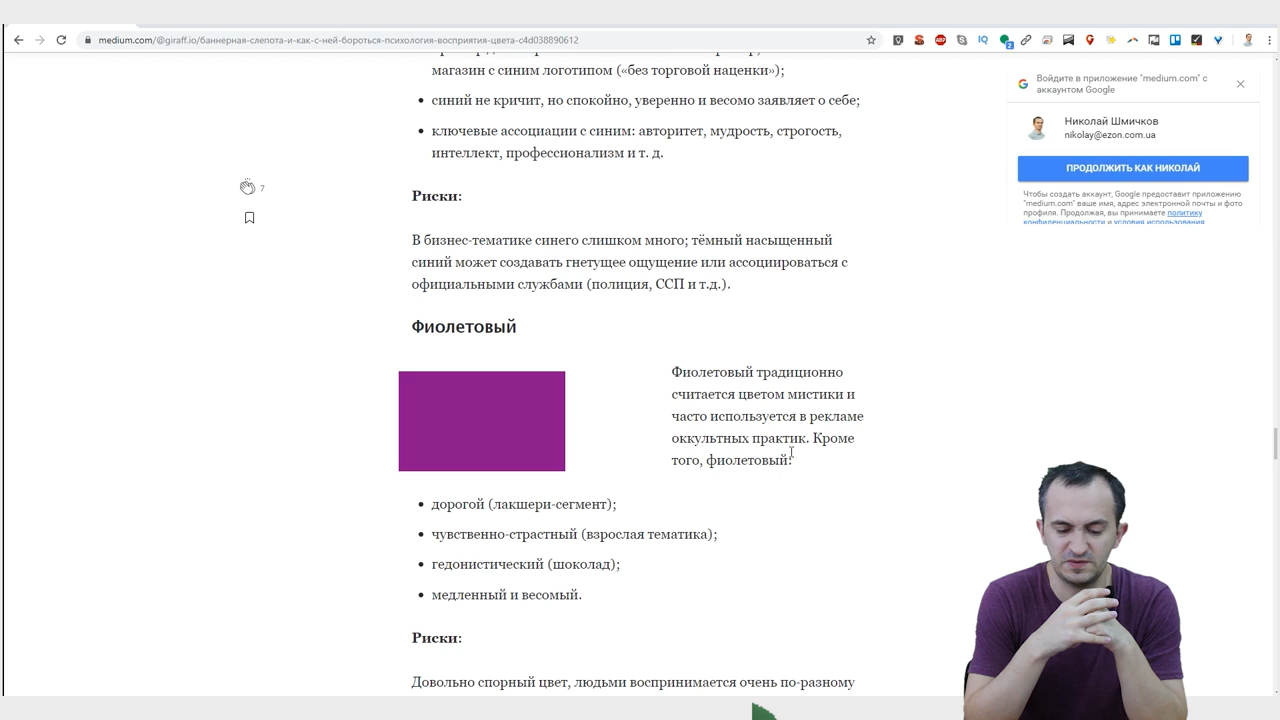 medium.com/@giraff.io/баннерная-слепота-и-как-с-ней-бороться-психология-восприятия-цвета-c4d038890612
магазин с синим логотипом («без торговой наценки»);
синий не кричит, но спокойно, уверенно и весомо заявляет о себе;
ключевые ассоциации с синим: авторитет, мудрость, строгость,
интеллект, профессионализм и т. д.
7
Риски:
В бизнес-тематике синего слишком много; тёмный насыщенный
синий может создавать гнетущее ощущение или ассоциироваться с
официальными службами (полиция, ССП и т.д.).
Фиолетовый
Фиолетовый традиционно
считается цветом мистики и
часто используется в рекламе
оккультных практик. Кроме
того, фиолетовый:
дорогой (лакшери-сегмент);
чувственно-страстный (взрослая тематика);
гедонистический (шоколад);
медленный и весомый.
Риски:
Довольно спорный цвет, людьми воспринимается очень по-разному
Войдите в приложение "medium.com" с
аккаунтом Google
Николай Шмичков
nikolay@ezon.com.ua
ПРОДОЛЖИТЬ КАК НИКОЛАЙ
Чтобы создать аккаунт, Google предоставит приложению
"medium.com" ваше имя, адрес электронной почты и фото
профиля. Продолжая, вы принимаете политику
конфиденциальности и условия использования